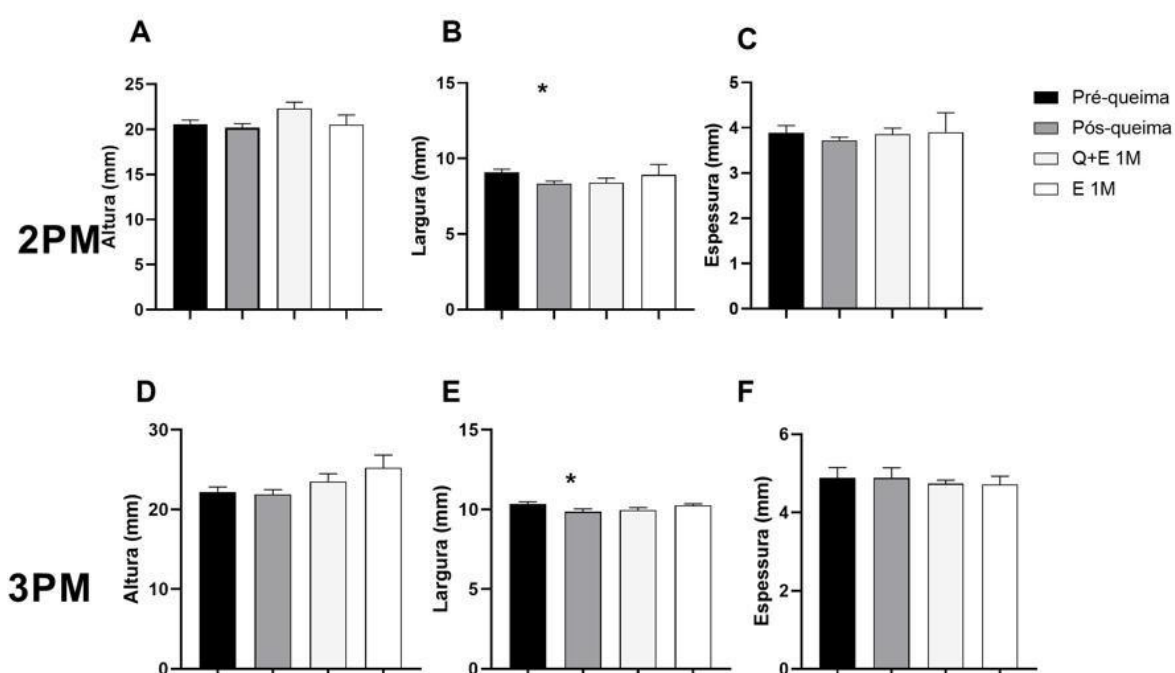 A
B
C
Altura (mm)
25
20
15
10
5
0
Largura (mm)
15
10
5
0
*
Espessura (mm)
5
4
3
2
1
0
Pré-queima
Pós-queima
Q+E 1M
E 1M
2PM
D
E
F
Altura (mm)
30
20
10
0
Largura (mm)
15
10
5
0
*
Espessura (mm)
6
4
2
0
3PM